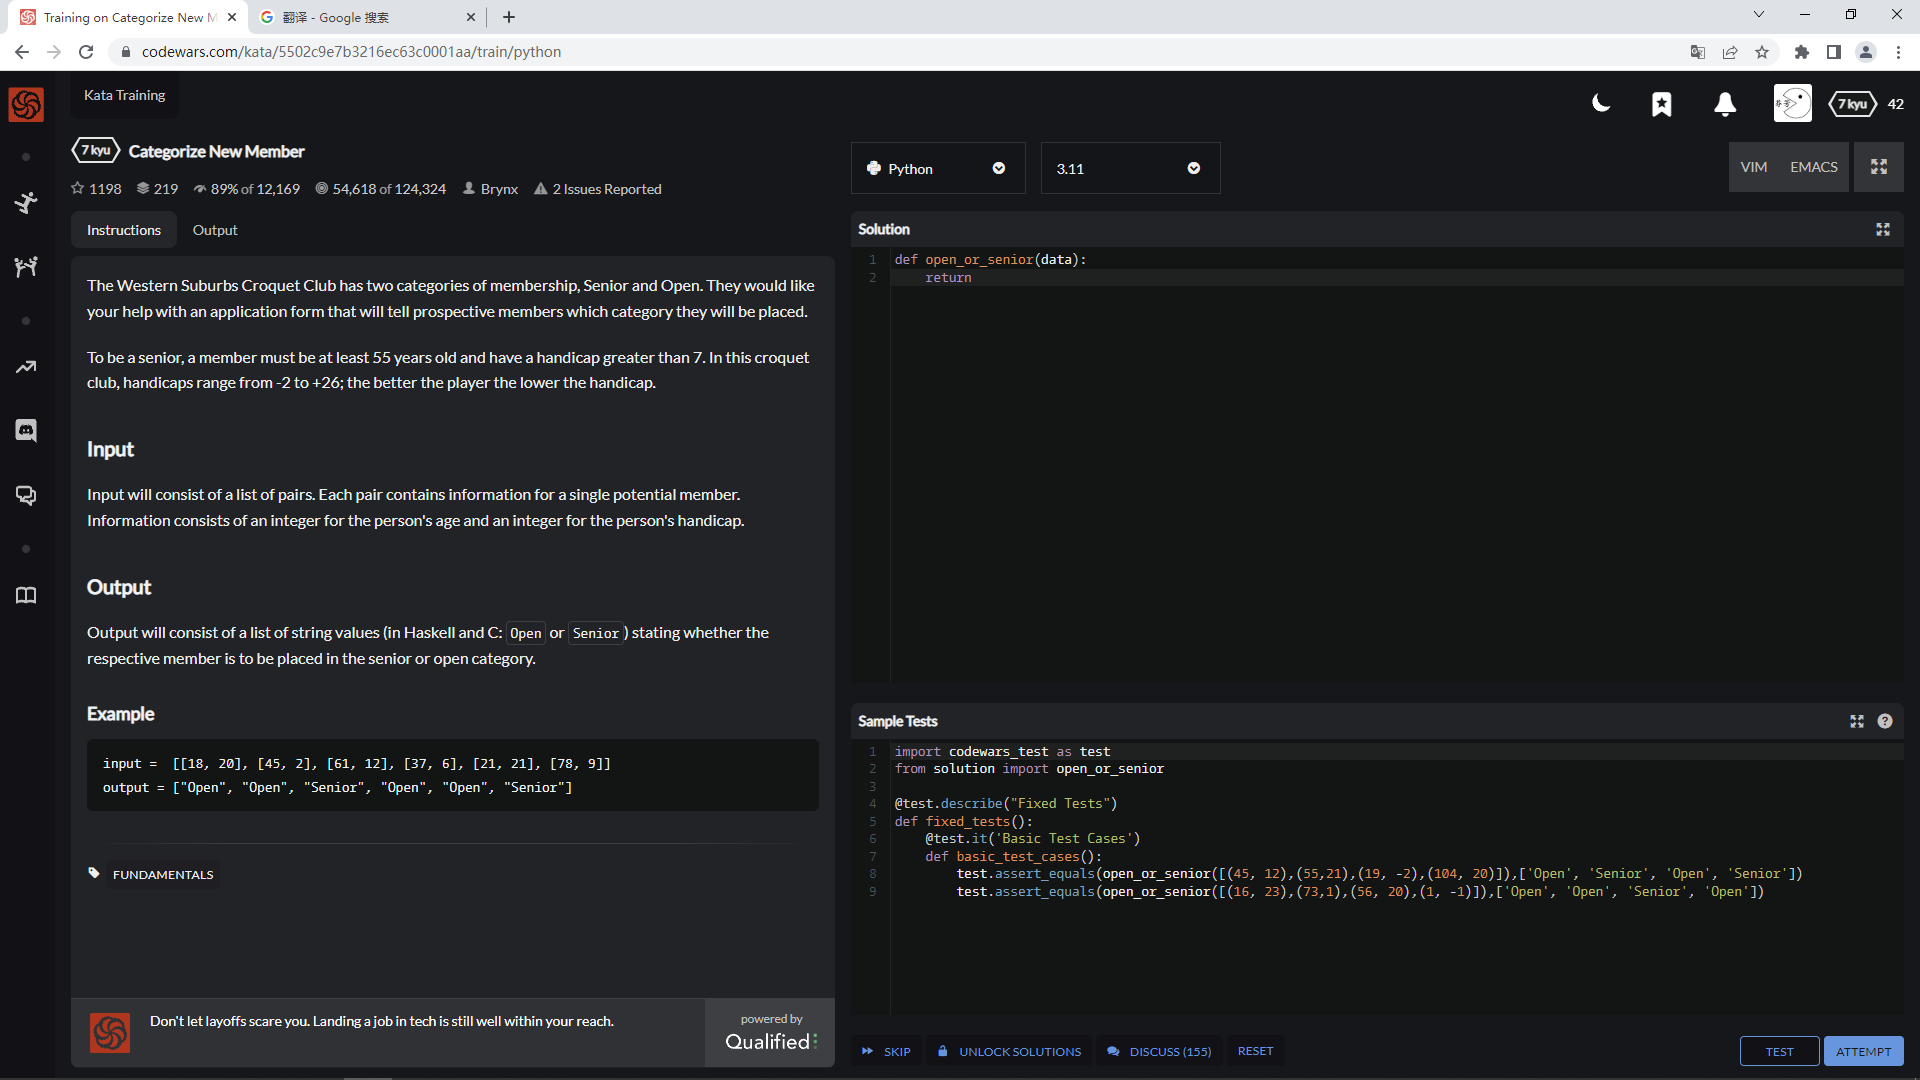 Training on Categorize New M
翻译 - Google 搜索
codewars.com/kata/5502c9e7b3216ec63c0001aa/train/python
Kata Training
7 kyu
42
7 kyu
Categorize New Member
1198
219
89% of 12,169
54,618 of 124,324
Brynx
2 Issues Reported
Instructions
Output
The Western Suburbs Croquet Club has two categories of membership, Senior and Open. They would like
your help with an application form that will tell prospective members which category they will be placed.
To be a senior, a member must be at least 55 years old and have a handicap greater than 7. In this croquet
club, handicaps range from -2 to +26; the better the player the lower the handicap.
Input
Input will consist of a list of pairs. Each pair contains information for a single potential member.
Information consists of an integer for the person's age and an integer for the person's handicap.
Output
Output will consist of a list of string values (in Haskell and C: Open or Senior) stating whether the
respective member is to be placed in the senior or open category.
Example
input =  [[18, 20], [45, 2], [61, 12], [37, 6], [21, 21], [78, 9]]
output = ["Open", "Open", "Senior", "Open", "Open", "Senior"]
FUNDAMENTALS
Don't let layoffs scare you. Landing a job in tech is still well within your reach.
powered by
Qualified
Python
3.11
VIM
EMACS
Solution
1 def open_or_senior(data):
2     return
Sample Tests
1 import codewars_test as test
2 from solution import open_or_senior
3
4 @test.describe("Fixed Tests")
5 def fixed_tests():
6     @test.it('Basic Test Cases')
7     def basic_test_cases():
8         test.assert_equals(open_or_senior([(45, 12),(55,21),(19, -2),(104, 20)]),['Open', 'Senior', 'Open', 'Senior'])
9         test.assert_equals(open_or_senior([(16, 23),(73,1),(56, 20),(1, -1)]),['Open', 'Open', 'Senior', 'Open'])
SKIP
UNLOCK SOLUTIONS
DISCUSS (155)
RESET
TEST
ATTEMPT